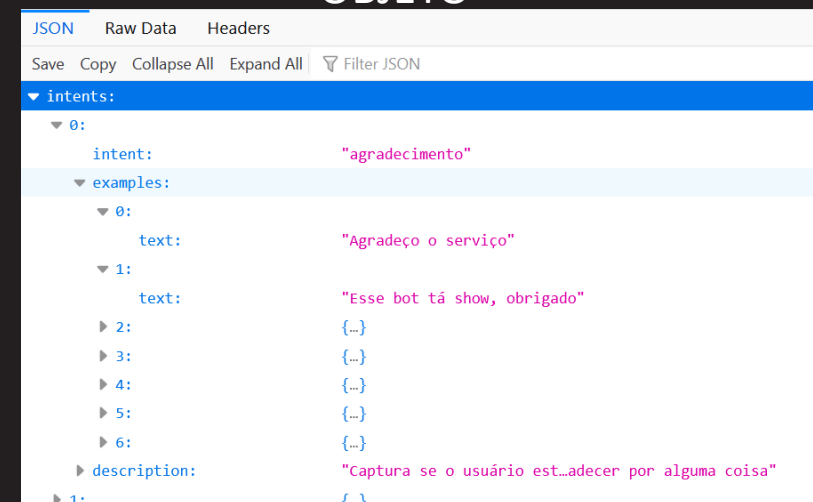 OBJETO
JSON Raw Data Headers
Save Copy Collapse All Expand All Filter JSON
intents:
0:
intent: "agradecimento"
examples:
0:
text: "Agradeço o serviço"
1:
text: "Esse bot tá show, obrigado"
2: {…}
3: {…}
4: {…}
5: {…}
6: {…}
description: "Captura se o usuário est…adecer por alguma coisa"
1: {…}